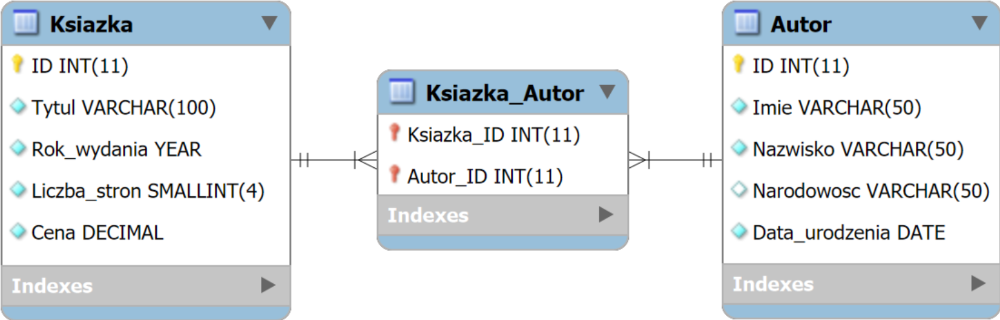 Ksiazka
ID INT(11)
Tytul VARCHAR(100)
Rok_wydania YEAR
Liczba_stron SMALLINT(4)
Cena DECIMAL
Indexes
Ksiazka_Autor
Ksiazka_ID INT(11)
Autor_ID INT(11)
Indexes
Autor
ID INT(11)
Imie VARCHAR(50)
Nazwisko VARCHAR(50)
Narodowosc VARCHAR(50)
Data_urodzenia DATE
Indexes